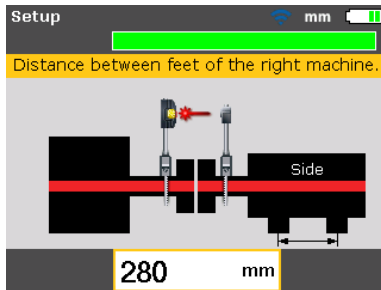 Setup mm
Distance between feet of the right machine.
Side
280 mm